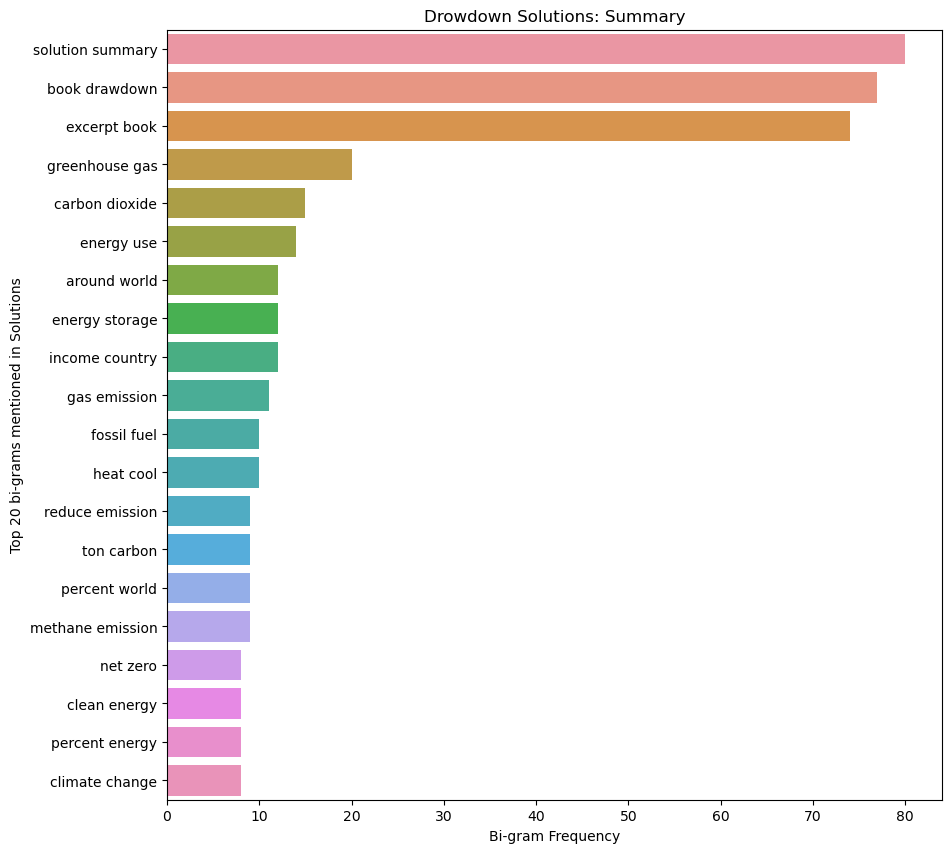 Drowdown Solutions: Summary
Top 20 bi-grams mentioned in Solutions
solution summary
book drawdown
excerpt book
greenhouse gas
carbon dioxide
energy use
around world
energy storage
income country
gas emission
fossil fuel
heat cool
reduce emission
ton carbon
percent world
methane emission
net zero
clean energy
percent energy
climate change
0 10 20 30 40 50 60 70 80
Bi-gram Frequency